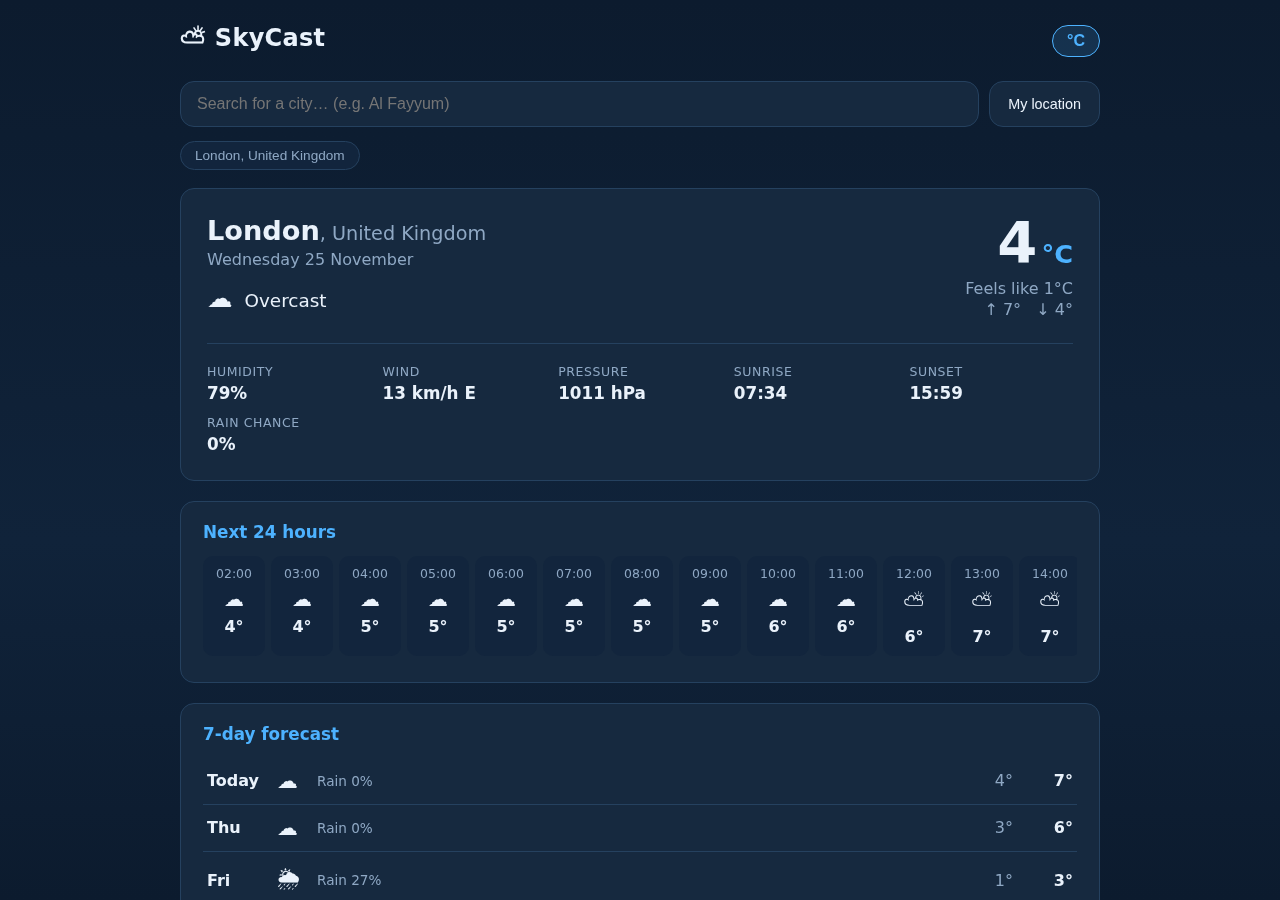 SkyCast
°C
Search for a city… (e.g. Al Fayyum)
My location
London, United Kingdom
London, United Kingdom
Wednesday 25 November
Overcast
4 °C
Feels like 1°C
↑ 7° ↓ 4°
HUMIDITY
79%
WIND
13 km/h E
PRESSURE
1011 hPa
SUNRISE
07:34
SUNSET
15:59
RAIN CHANCE
0%
Next 24 hours
02:00 03:00 04:00 05:00 06:00 07:00 08:00 09:00 10:00 11:00 12:00 13:00 14:00
4° 4° 5° 5° 5° 5° 5° 5° 6° 6° 6° 7° 7°
7-day forecast
Today Rain 0% 4° 7°
Thu Rain 0% 3° 6°
Fri Rain 27% 1° 3°